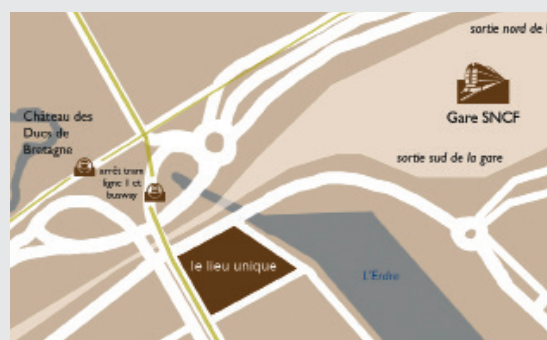 sortie nord de l
Gare SNCF
Château des
Ducs de
Bretagne
arrêt tram
ligne 1 et
busway
sortie sud de la gare
le lieu unique
L'Erdre